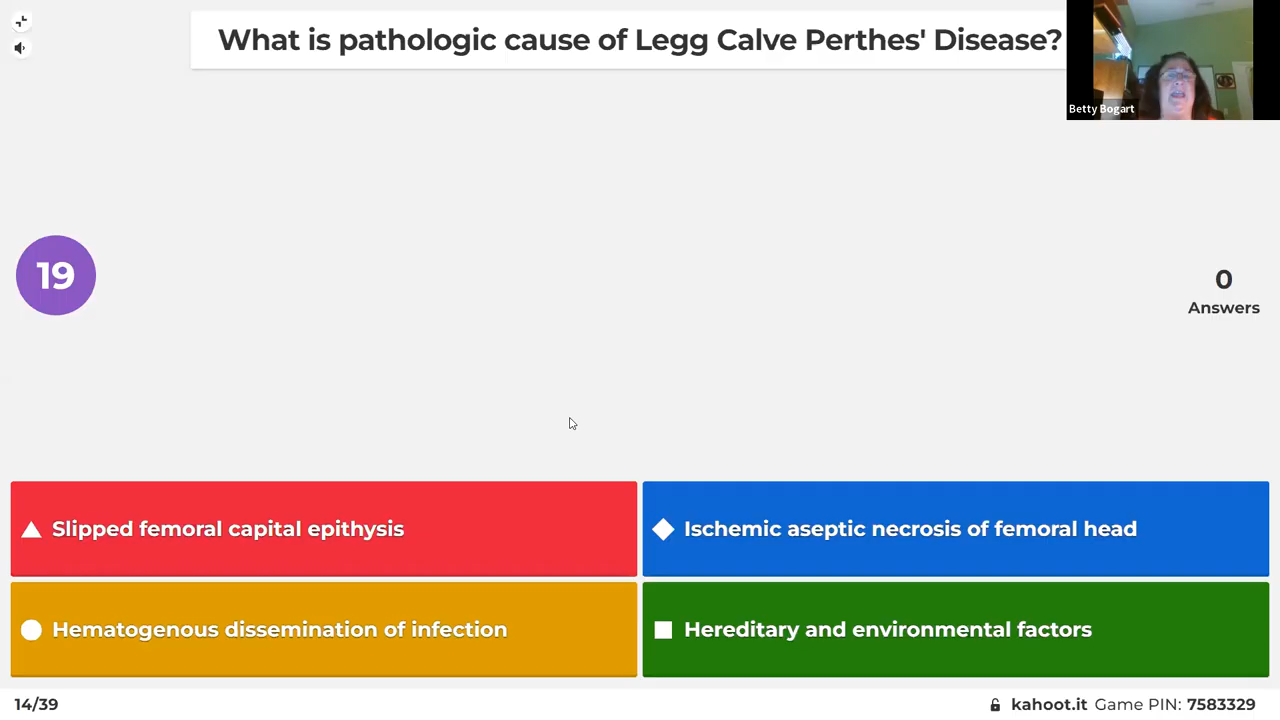 What is pathologic cause of Legg Calve Perthes' Disease?
Betty Bogart
19
0
Answers
Slipped femoral capital epithysis
Ischemic aseptic necrosis of femoral head
Hematogenous dissemination of infection
Hereditary and environmental factors
14/39
kahoot.it Game PIN: 7583329